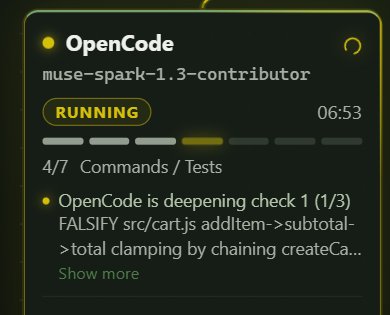 OpenCode
muse-spark-1.3-contributor
RUNNING 06:53
4/7 Commands / Tests
OpenCode is deepening check 1 (1/3)
FALSIFY src/cart.js addItem->subtotal-
>total clamping by chaining createCa...
Show more